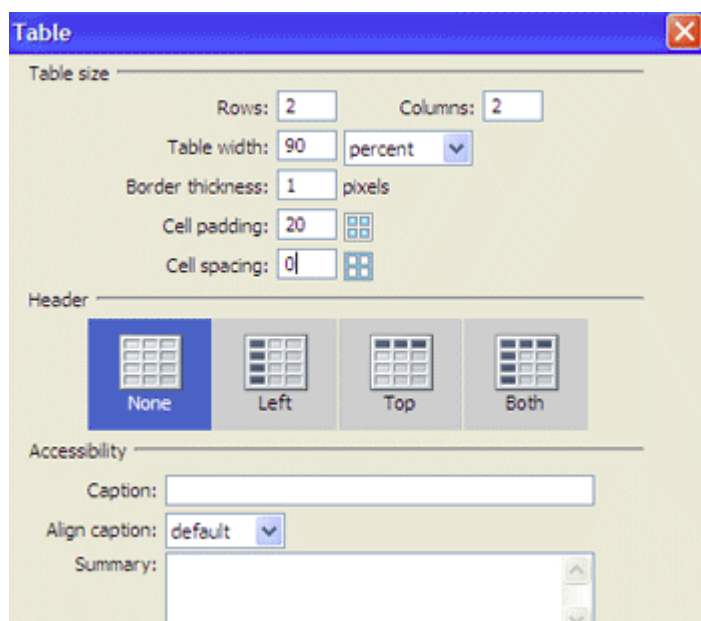 Table
Table size
Rows: 2 Columns: 2
Table width: 90 percent
Border thickness: 1 pixels
Cell padding: 20
Cell spacing: 0
Header
None Left Top Both
Accessibility
Caption:
Align caption: default
Summary: